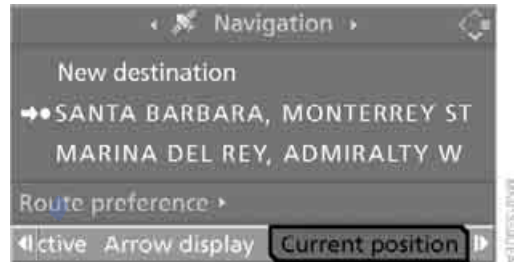 Navigation
New destination
SANTA BARBARA, MONTERREY ST
MARINA DEL REY, ADMIRALTY W
Route preference
ctive Arrow display Current position